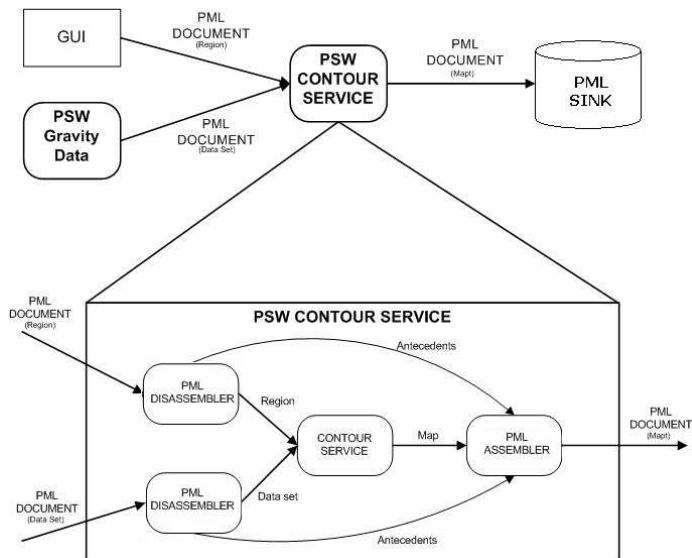 GUI
PML
DOCUMENT
(Region)
PSW
CONTOUR
SERVICE
PML
DOCUMENT
(Mapt)
PML
SINK
PSW
Gravity
Data
PML
DOCUMENT
(Data Set)
PSW CONTOUR SERVICE
PML
DOCUMENT
(Region)
Antecedents
PML
DISASSEMBLER
Region
CONTOUR
SERVICE
Map
PML
ASSEMBLER
PML
DOCUMENT
(Mapt)
PML
DISASSEMBLER
Data set
PML
DOCUMENT
(Data Set)
Antecedents